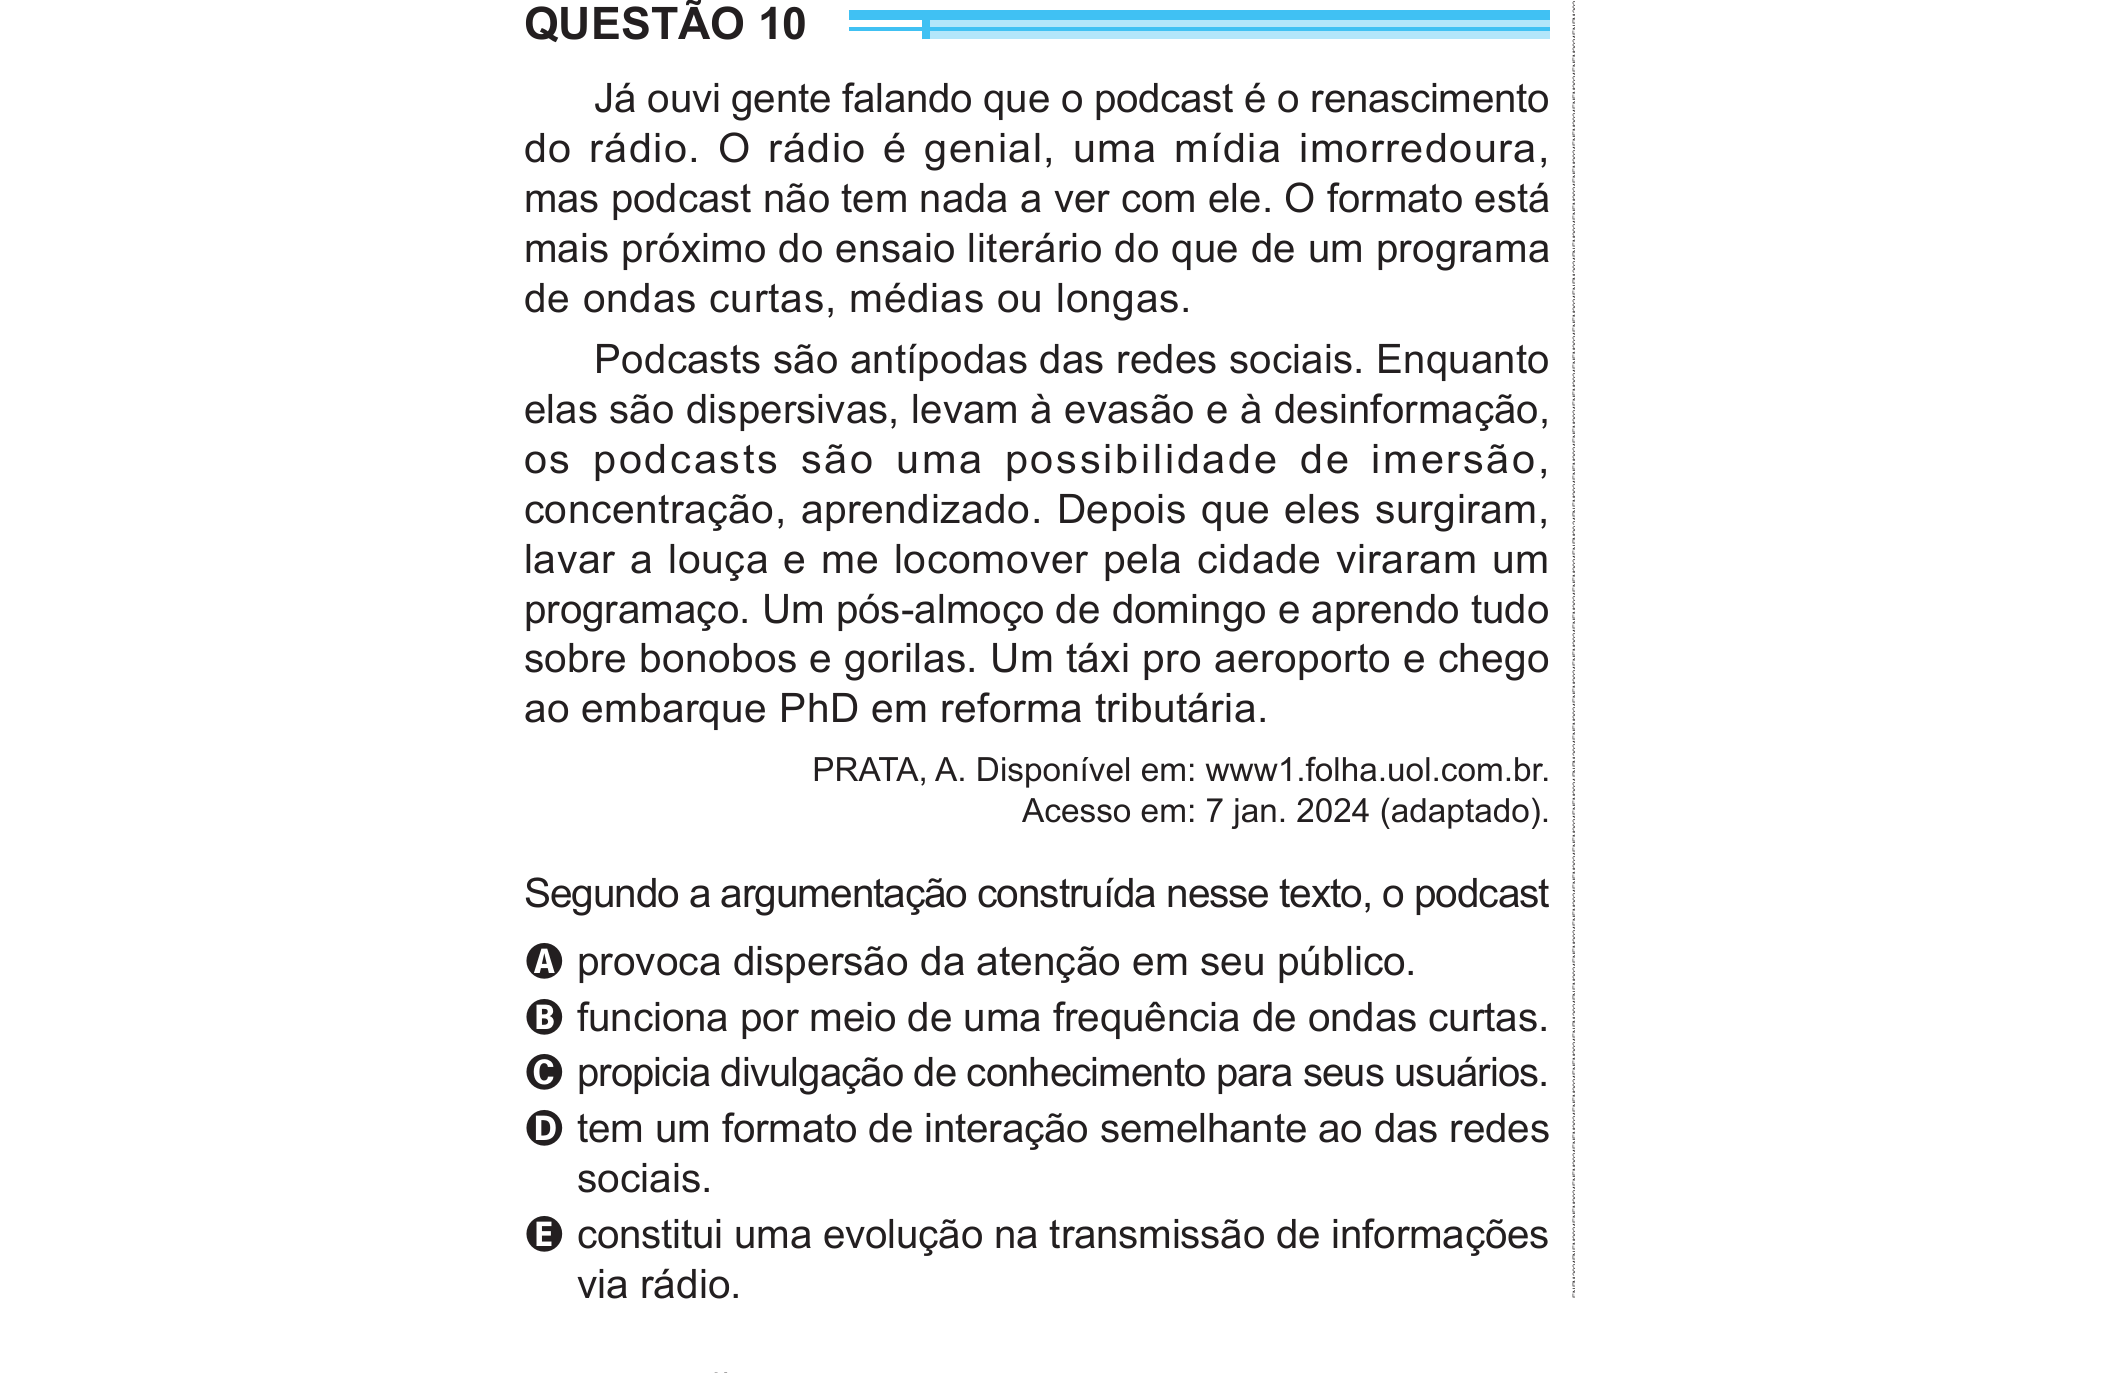 QUESTÃO 10
Já ouvi gente falando que o podcast é o renascimento
do rádio. O rádio é genial, uma mídia imorredoura,
mas podcast não tem nada a ver com ele. O formato está
mais próximo do ensaio literário do que de um programa
de ondas curtas, médias ou longas.
Podcasts são antípodas das redes sociais. Enquanto
elas são dispersivas, levam à evasão e à desinformação,
os podcasts são uma possibilidade de imersão,
concentração, aprendizado. Depois que eles surgiram,
lavar a louça e me locomover pela cidade viraram um
programaço. Um pós-almoço de domingo e aprendo tudo
sobre bonobos e gorilas. Um táxi pro aeroporto e chego
ao embarque PhD em reforma tributária.
PRATA, A. Disponível em: www1.folha.uol.com.br.
Acesso em: 7 jan. 2024 (adaptado).
Segundo a argumentação construída nesse texto, o podcast
A provoca dispersão da atenção em seu público.
B funciona por meio de uma frequência de ondas curtas.
C propicia divulgação de conhecimento para seus usuários.
D tem um formato de interação semelhante ao das redes
sociais.
E constitui uma evolução na transmissão de informações
via rádio.